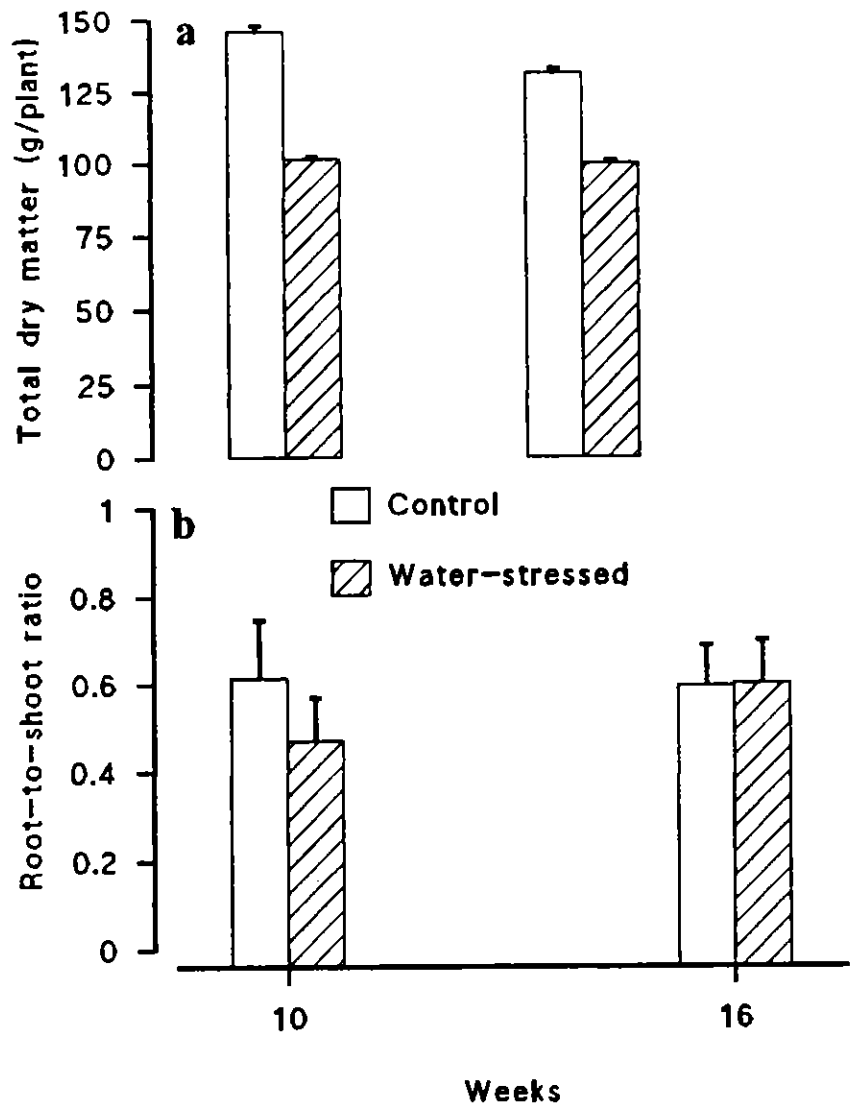 Total dry matter (g/plant)
a
150
125
100
75
50
25
0
Control
Water-stressed
Root-to-shoot ratio
b
1
0.8
0.6
0.4
0.2
0
10
16
Weeks